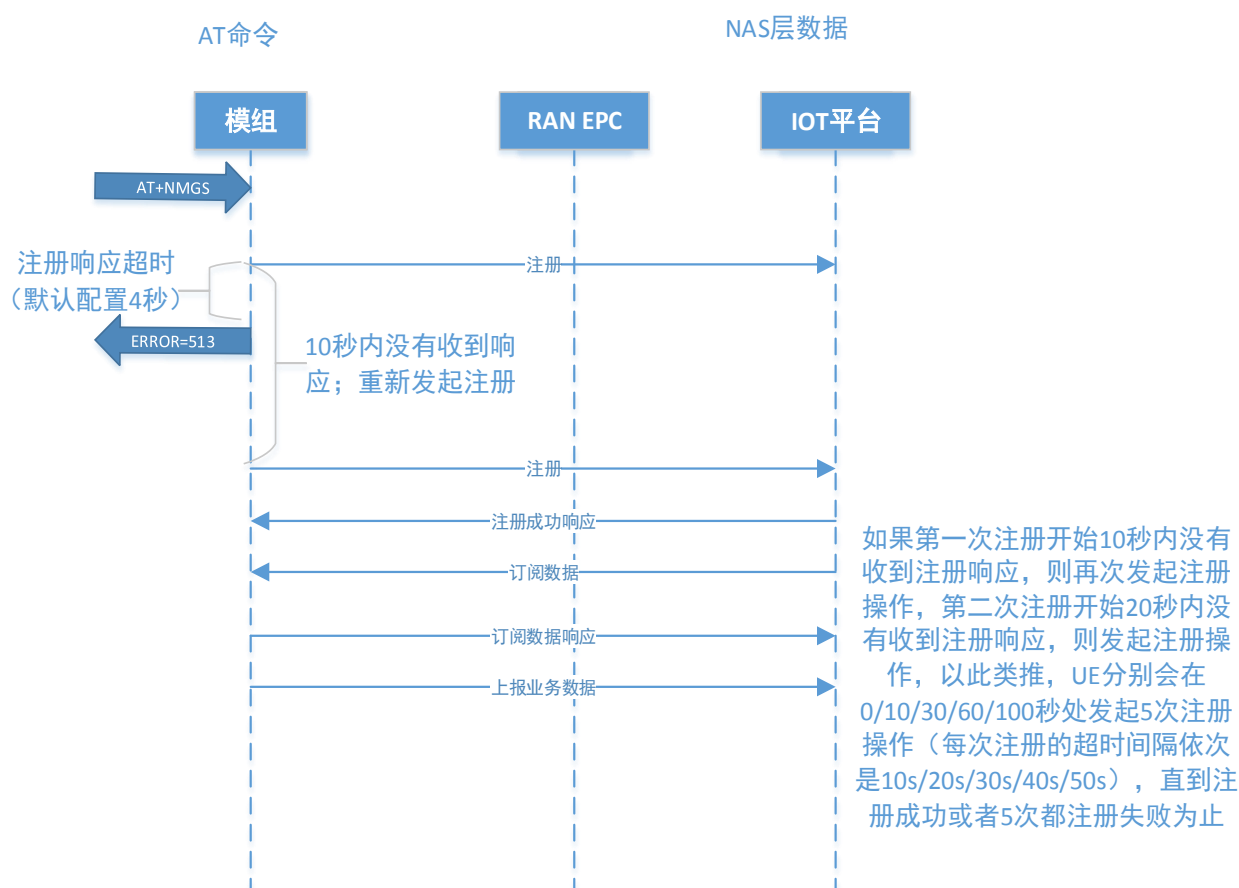 AT命令
NAS层数据
模组
RAN EPC
IOT平台
AT+NMGS
注册响应超时
（默认配置4秒）
注册
ERROR=513
10秒内没有收到响
应；重新发起注册
注册
注册成功响应
订阅数据
订阅数据响应
上报业务数据
如果第一次注册开始10秒内没有
收到注册响应，则再次发起注册
操作，第二次注册开始20秒内没
有收到注册响应，则发起注册操
作，以此类推，UE分别会在
0/10/30/60/100秒处发起5次注册
操作（每次注册的超时间隔依次
是10s/20s/30s/40s/50s），直到注
册成功或者5次都注册失败为止